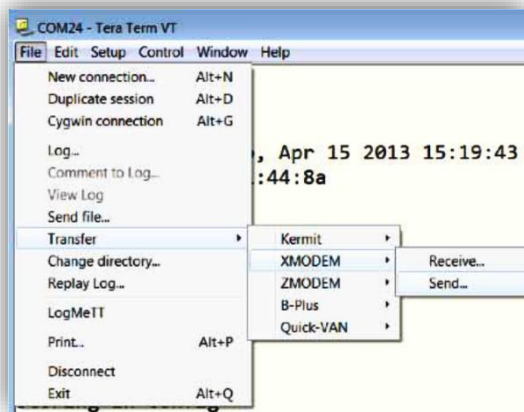 COM24 - Tera Term VT
File Edit Setup Control Window Help
New connection... Alt+N
Duplicate session Alt+D
Cygwin connection Alt+G
Log...
, Apr 15 2013 15:19:43
Comment to Log...
:44:8a
View Log
Send file...
Transfer
Kermit
Change directory...
XMODEM
Receive...
Replay Log...
ZMODEM
Send...
LogMeTT
B-Plus
Quick-VAN
Print... Alt+P
Disconnect
Exit Alt+Q